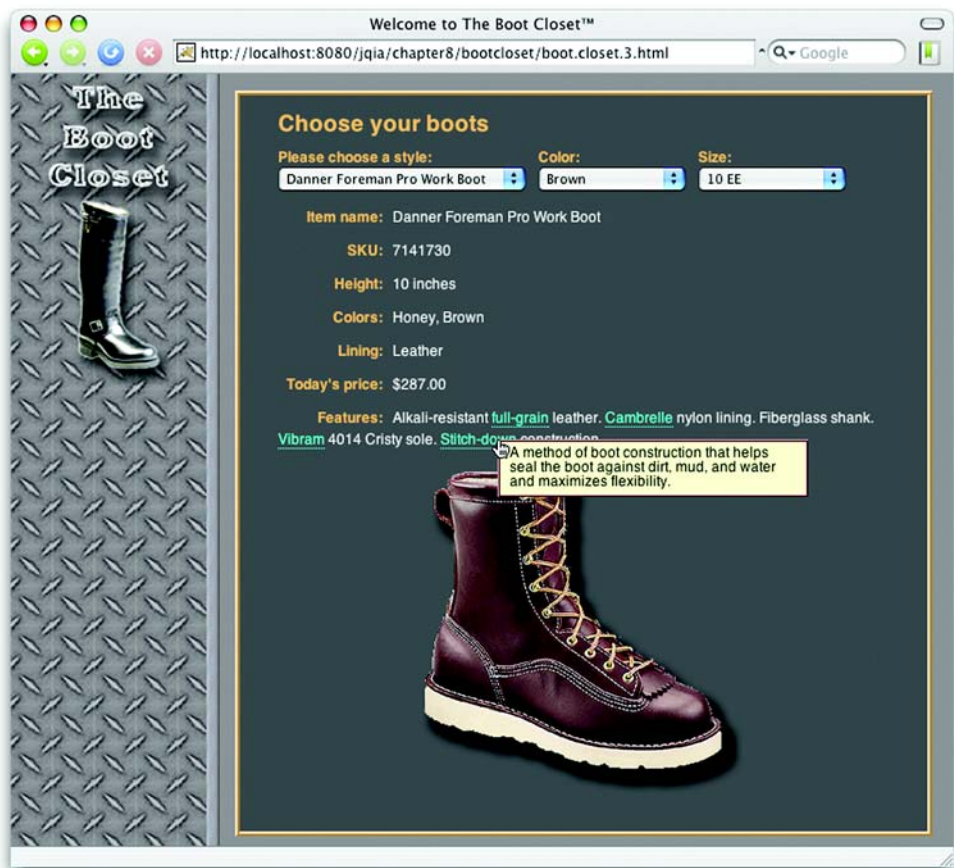 Welcome to The Boot Closet™
http://localhost:8080/jqia/chapter8/bootcloset/boot.closet.3.html
Google
The
Boot
Closet
Choose your boots
Please choose a style: Color: Size:
Danner Foreman Pro Work Boot Brown 10 EE
Item name: Danner Foreman Pro Work Boot
SKU: 7141730
Height: 10 inches
Colors: Honey, Brown
Lining: Leather
Today's price: $287.00
Features: Alkali-resistant full-grain leather. Cambrelle nylon lining. Fiberglass shank.
Vibram 4014 Cristy sole. Stitch-down construction
A method of boot construction that helps
seal the boot against dirt, mud, and water
and maximizes flexibility.